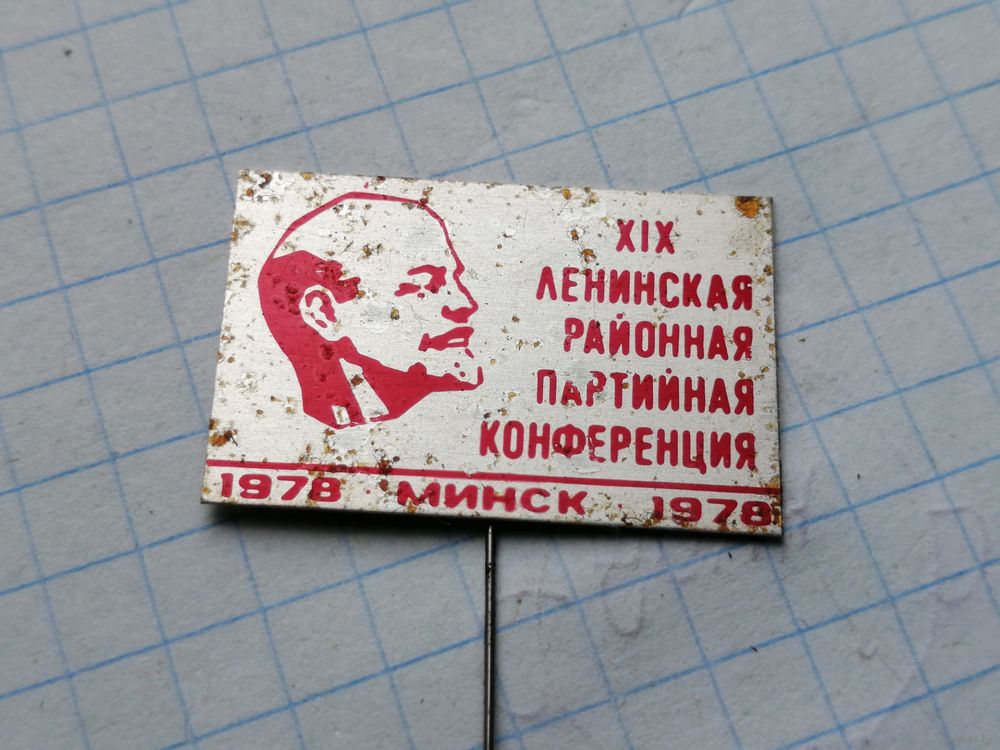 XIX
ЛЕНИНСКАЯ
РАЙОННАЯ
ПАРТИЙНАЯ
КОНФЕРЕНЦИЯ
1978 · МИНСК · 1978